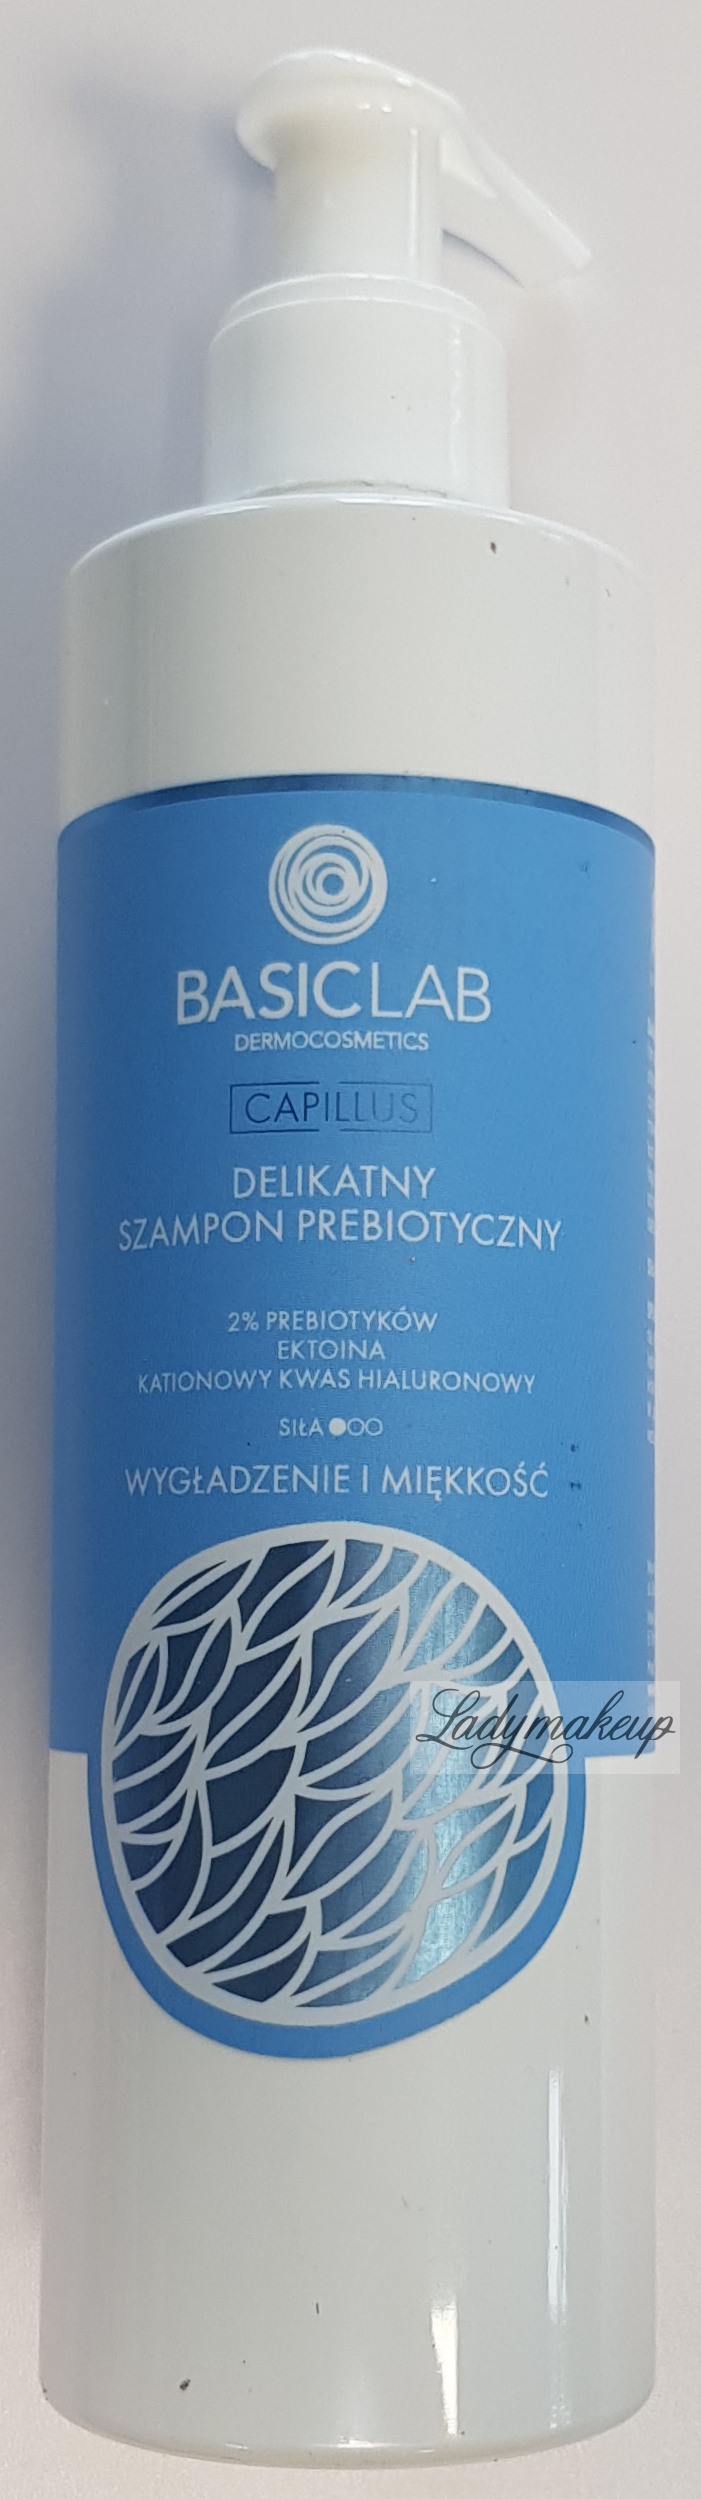 BASICLAB
DERMOCOSMETICS
CAPILLUS
DELIKATNY
SZAMPON PREBIOTYCZNY
2% PREBIOTYKÓW
EKTOINA
KATIONOWY KWAS HIALURONOWY
SIŁA
WYGŁADZENIE I MIĘKKOŚĆ
Ladymakeup